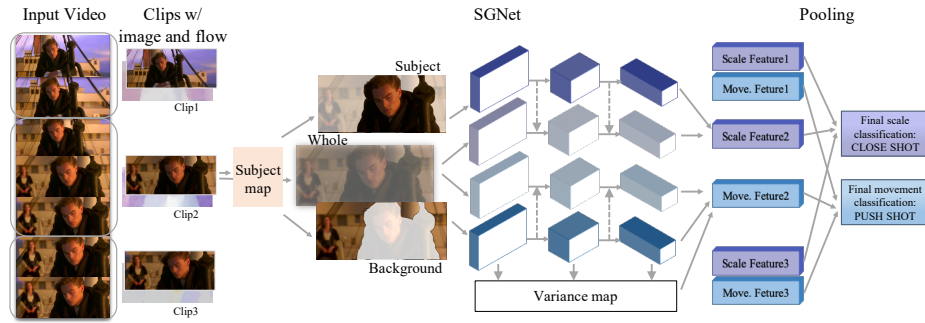 Input Video
Clips w/
image and flow
SGNet
Pooling
Clip1
Clip2
Clip3
Subject
map
Subject
Whole
Background
Variance map
Scale Feature1
Move. Feture1
Scale Feature2
Move. Feture2
Scale Feature3
Move. Feture3
Final scale
classification:
CLOSE SHOT
Final movement
classification:
PUSH SHOT